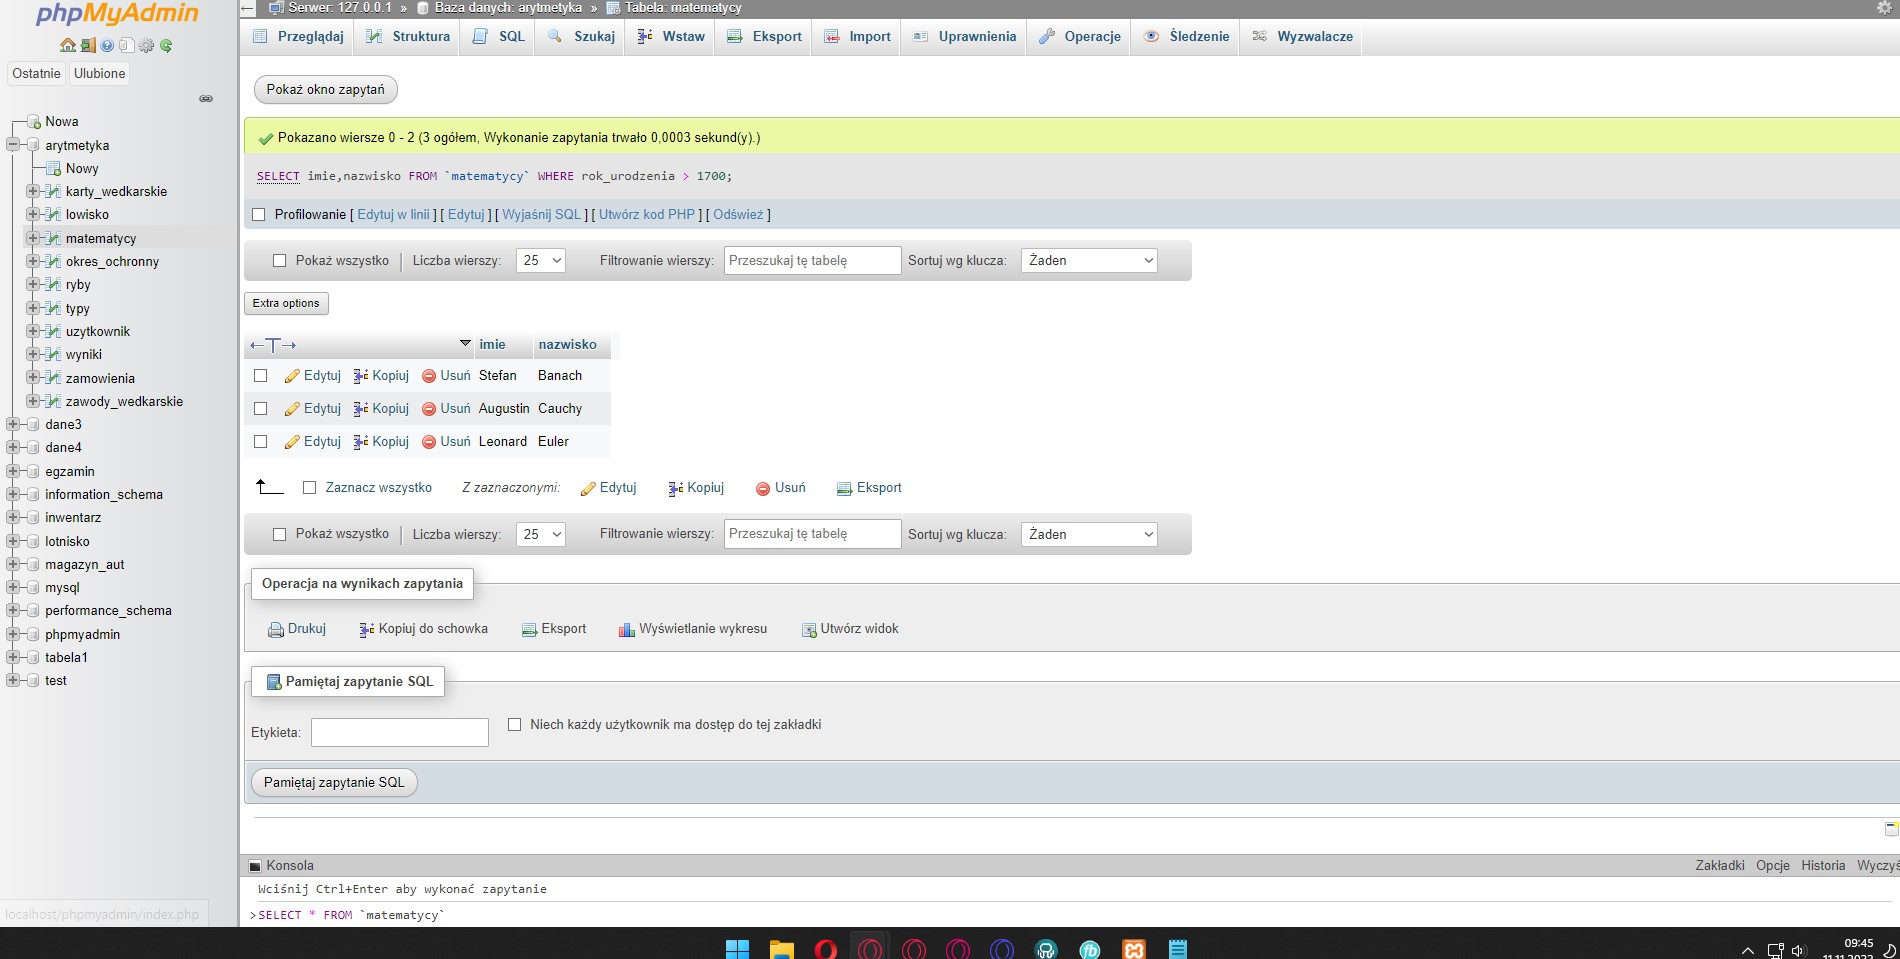 phpMyAdmin
Ostatnie Ulubione
Nowa
arytmetyka
Nowy
karty_wedkarskie
lowisko
matematycy
okres_ochronny
ryby
typy
uzytkownik
wyniki
zamowienia
zawody_wedkarskie
dane3
dane4
egzamin
information_schema
inwentarz
lotnisko
magazyn_aut
mysql
performance_schema
phpmyadmin
tabela1
test
localhost/phpmyadmin/index.php
Serwer: 127.0.0.1 » Baza danych: arytmetyka » Tabela: matematycy
Przeglądaj Struktura SQL Szukaj Wstaw Eksport Import Uprawnienia Operacje Śledzenie Wyzwalacze
Pokaż okno zapytań
Pokazano wiersze 0 - 2 (3 ogółem, Wykonanie zapytania trwało 0,0003 sekund(y).)
SELECT imie,nazwisko FROM `matematycy` WHERE rok_urodzenia > 1700;
Profilowanie [ Edytuj w linii ] [ Edytuj ] [ Wyjaśnij SQL ] [ Utwórz kod PHP ] [ Odśwież ]
Pokaż wszystko Liczba wierszy: 25 Filtrowanie wierszy: Przeszukaj tę tabelę Sortuj wg klucza: Żaden
Extra options
←T→ imie nazwisko
Edytuj Kopiuj Usuń Stefan Banach
Edytuj Kopiuj Usuń Augustin Cauchy
Edytuj Kopiuj Usuń Leonard Euler
Zaznacz wszystko Z zaznaczonymi: Edytuj Kopiuj Usuń Eksport
Pokaż wszystko Liczba wierszy: 25 Filtrowanie wierszy: Przeszukaj tę tabelę Sortuj wg klucza: Żaden
Operacja na wynikach zapytania
Drukuj Kopiuj do schowka Eksport Wyświetlanie wykresu Utwórz widok
Pamiętaj zapytanie SQL
Etykieta: Niech każdy użytkownik ma dostęp do tej zakładki
Pamiętaj zapytanie SQL
Konsola Zakładki Opcje Historia Wyczyś
Wciśnij Ctrl+Enter aby wykonać zapytanie
>SELECT * FROM `matematycy`
09:45